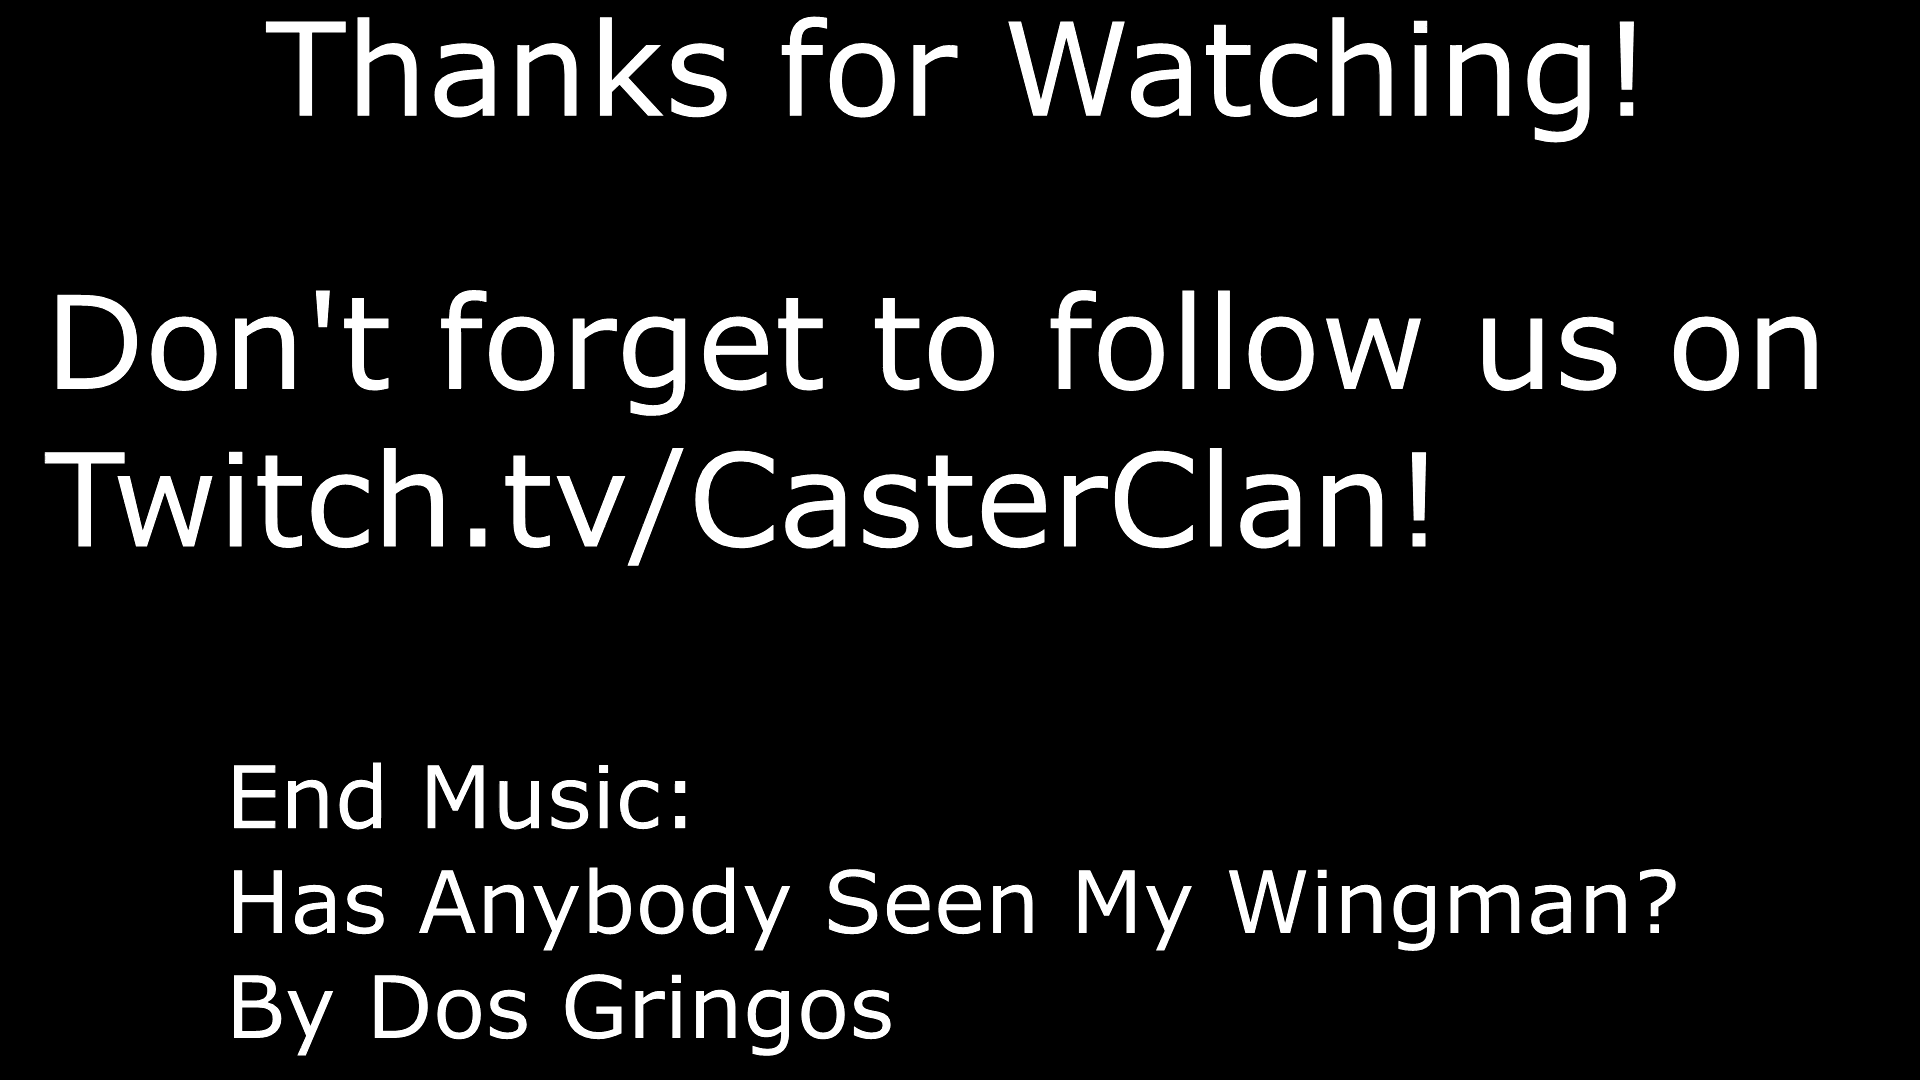 Thanks for Watching!
Don't forget to follow us on
Twitch.tv/CasterClan!
End Music:
Has Anybody Seen My Wingman?
By Dos Gringos